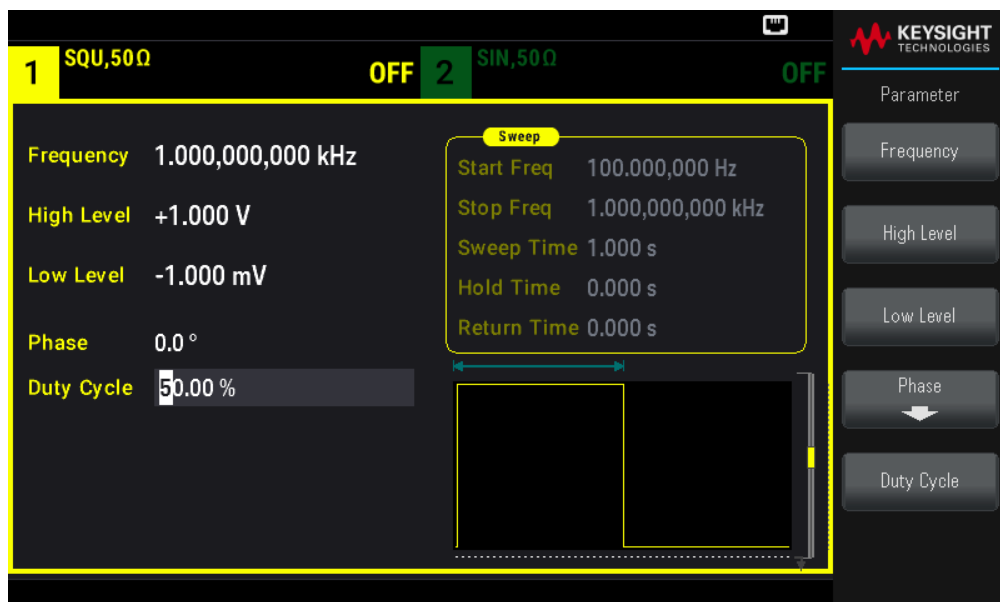 KEYSIGHT
TECHNOLOGIES
1 SQU,50Ω OFF
2 SIN,50Ω OFF
Frequency 1.000,000,000 kHz
High Level +1.000 V
Low Level -1.000 mV
Phase 0.0 °
Duty Cycle 50.00 %
Sweep
Start Freq 100.000,000 Hz
Stop Freq 1.000,000,000 kHz
Sweep Time 1.000 s
Hold Time 0.000 s
Return Time 0.000 s
Parameter
Frequency
High Level
Low Level
Phase
Duty Cycle